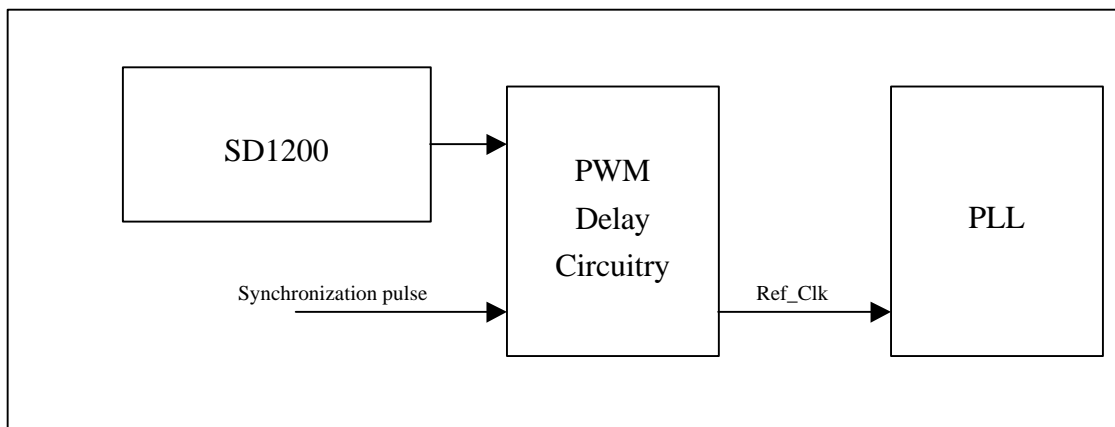 SD1200
PWM
Delay
Circuitry
PLL
Synchronization pulse
Ref_Clk